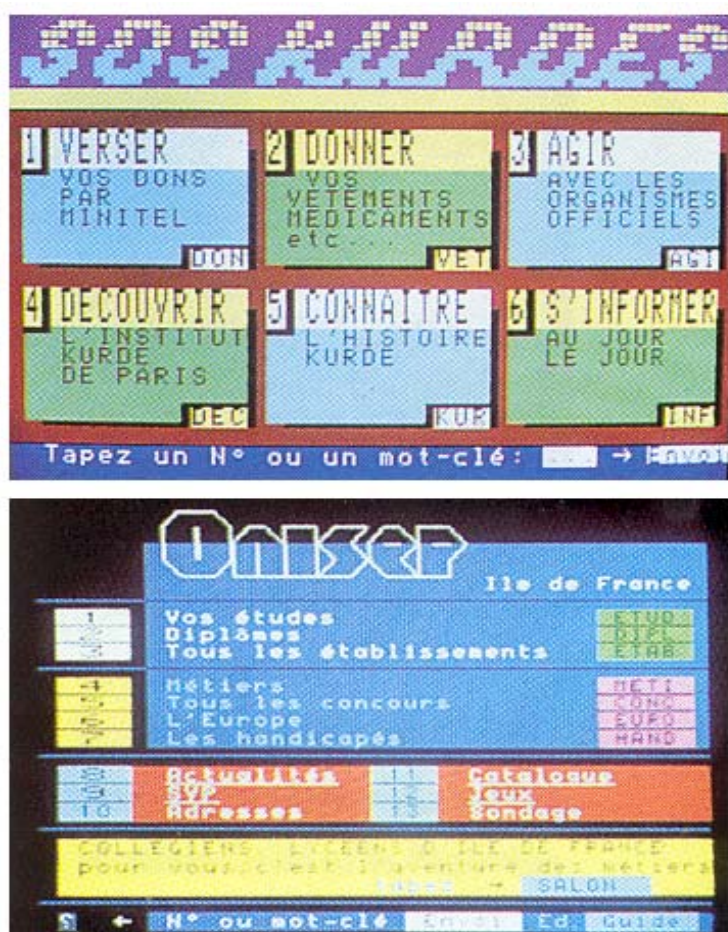 SOS KURDES
1 VERSER
VOS DONS
PAR
MINITEL
DON
2 DONNER
VOS
VETEMENTS
MEDICAMENTS
etc...
VET
3 AGIR
AVEC LES
ORGANISMES
OFFICIELS
AGI
4 DECOUVRIR
L'INSTITUT
KURDE
DE PARIS
DEC
5 CONNAITRE
L'HISTOIRE
KURDE
KUR
6 S'INFORMER
AU JOUR
LE JOUR
INF
Tapez un N° ou un mot-clé: ... → Envoi
Oniser
Ile de France
1 Vos études ETUD
2 Diplômes DIPL
3 Tous les établissements ETAB
4 Métiers METI
5 Tous les concours CONC
6 L'Europe EURO
7 Les handicapés HAND
8 Actualités 11 Catalogue
9 SVP 12 Jeux
10 Adresses 13 Sondage
COLLEGIENS LYCEENS D ILE DE FRANCE
pour vous c'est l'aventure des métiers
tapez → SALON
← N° ou mot-clé Envoi Ed Guide